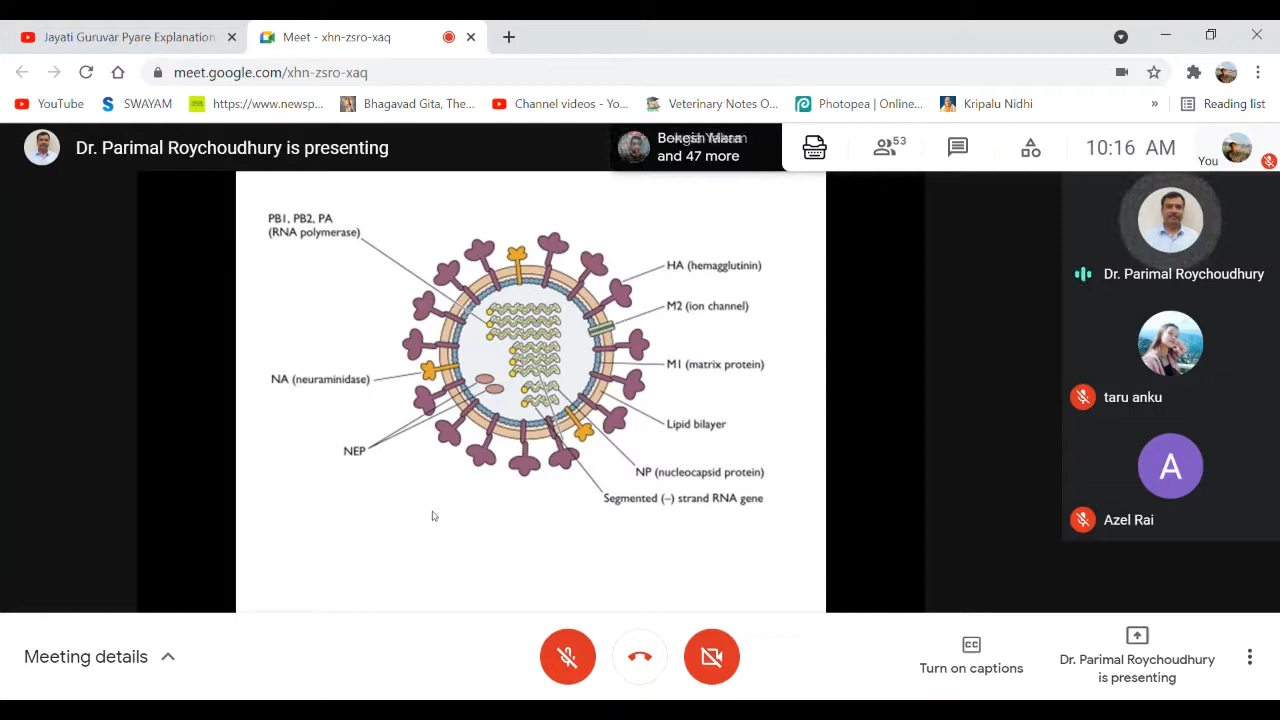 Jayati Guruvar Pyare Explanation
Meet - xhn-zsro-xaq
meet.google.com/xhn-zsro-xaq
YouTube
SWAYAM
https://www.newsp...
Bhagavad Gita, The...
Channel videos - Yo...
Veterinary Notes O...
Photopea | Online...
Kripalu Nidhi
»
Reading list
Dr. Parimal Roychoudhury is presenting
and 47 more
53
10:16 AM
You
PB1, PB2, PA
(RNA polymerase)
HA (hemagglutinin)
M2 (ion channel)
M1 (matrix protein)
NA (neuraminidase)
Lipid bilayer
NEP
NP (nucleocapsid protein)
Segmented (–) strand RNA gene
Dr. Parimal Roychoudhury
taru anku
A
Azel Rai
Meeting details
CC
Turn on captions
Dr. Parimal Roychoudhury
is presenting